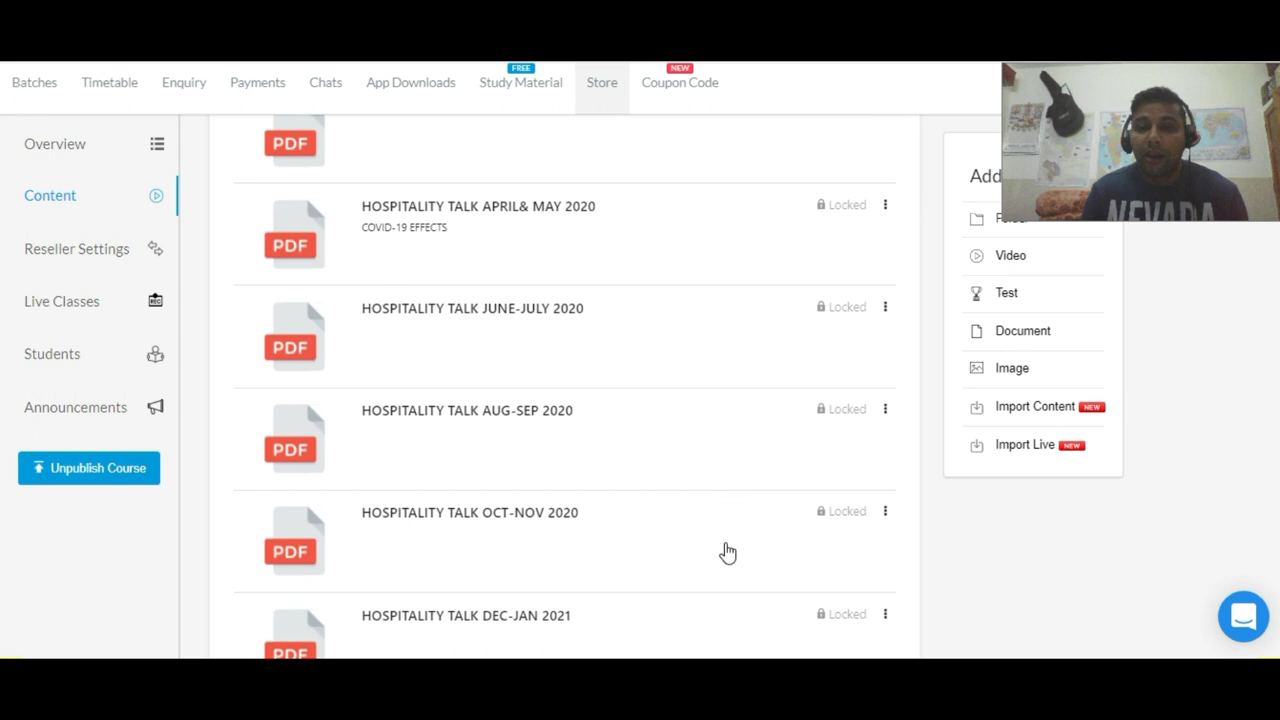 FREE
NEW
Batches
Timetable
Enquiry
Payments
Chats
App Downloads
Study Material
Store
Coupon Code
Overview
Content
Reseller Settings
Live Classes
Students
Announcements
Unpublish Course
PDF
HOSPITALITY TALK APRIL& MAY 2020
COVID-19 EFFECTS
Locked
PDF
HOSPITALITY TALK JUNE-JULY 2020
Locked
PDF
HOSPITALITY TALK AUG-SEP 2020
Locked
PDF
HOSPITALITY TALK OCT-NOV 2020
Locked
PDF
HOSPITALITY TALK DEC-JAN 2021
Locked
PDF
Add
Folder
Video
Test
Document
Image
Import Content NEW
Import Live NEW
NEVADA